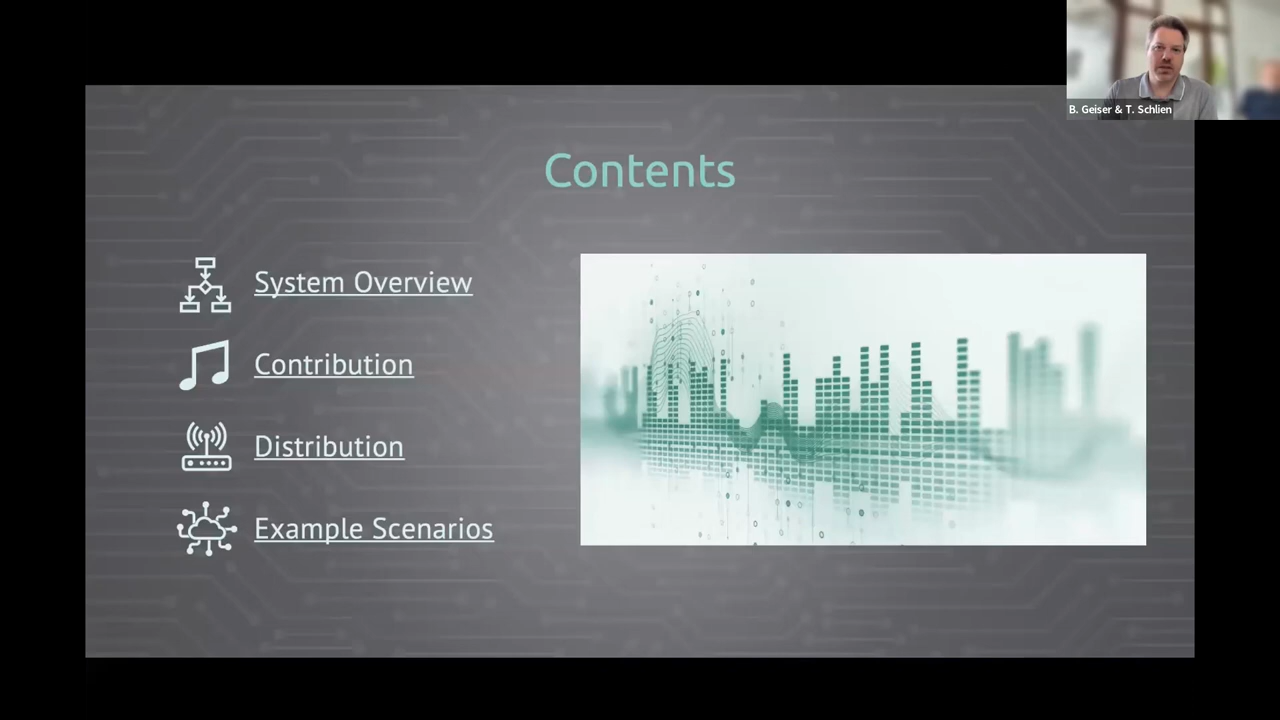 B. Geiser & T. Schlien
Contents
System Overview
Contribution
Distribution
Example Scenarios